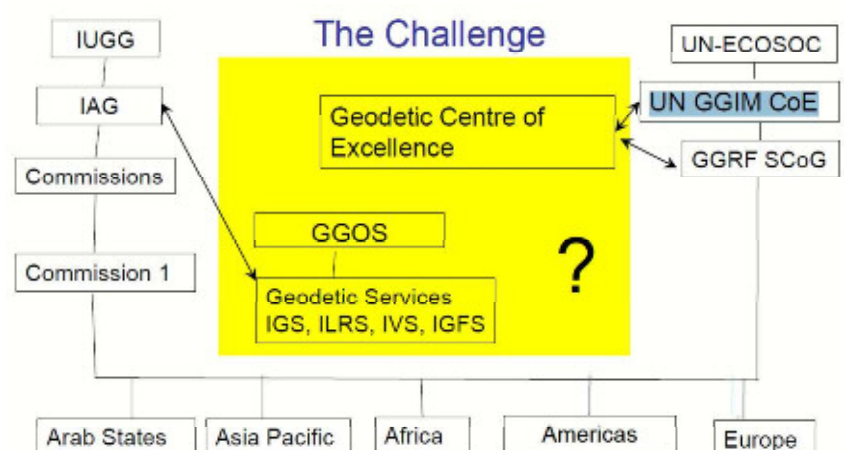 The Challenge
IUGG
IAG
Commissions
Commission 1
Geodetic Centre of
Excellence
GGOS
Geodetic Services
IGS, ILRS, IVS, IGFS
?
UN-ECOSOC
UN GGIM CoE
GGRF SCoG
Arab States
Asia Pacific
Africa
Americas
Europe